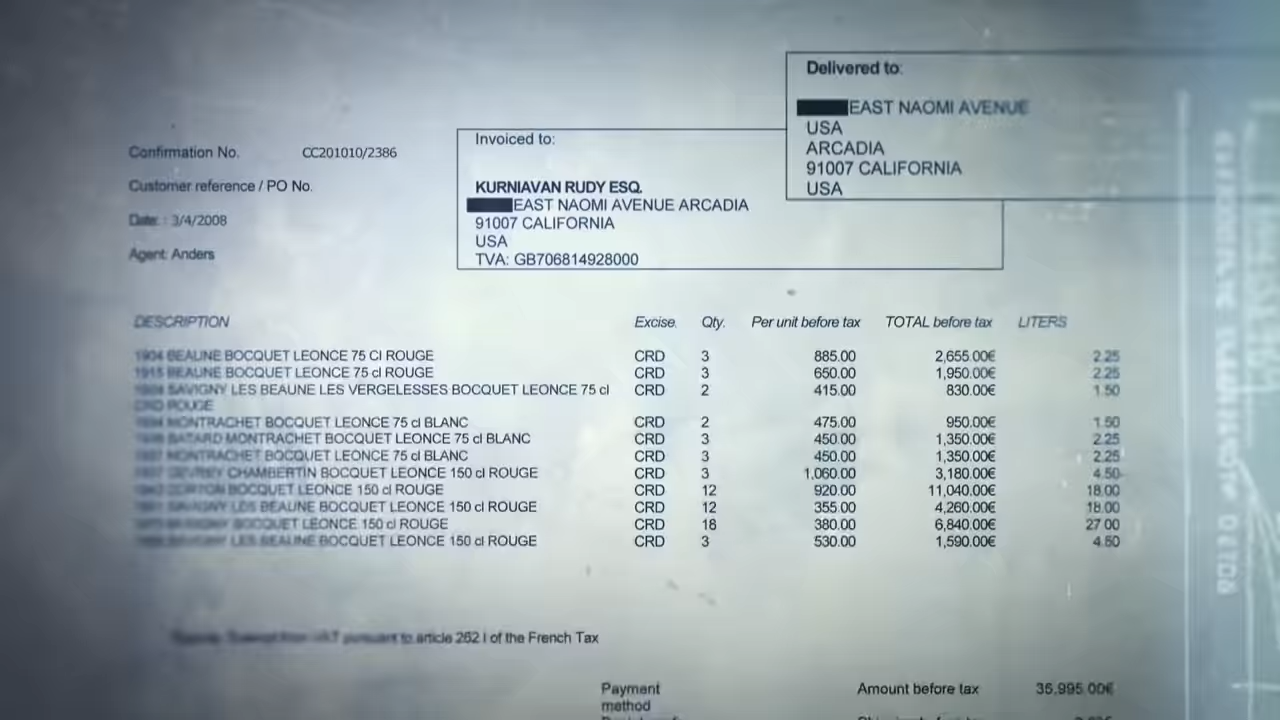 Delivered to:
EAST NAOMI AVENUE
USA
ARCADIA
91007 CALIFORNIA
USA
Invoiced to:
KURNIAVAN RUDY ESQ.
EAST NAOMI AVENUE ARCADIA
91007 CALIFORNIA
USA
TVA: GB706814928000
Confirmation No. CC201010/2386
Customer reference / PO No.
Date: : 3/4/2008
Agent: Anders
DESCRIPTION Excise. Qty. Per unit before tax TOTAL before tax LITERS
1904 BEAUNE BOCQUET LEONCE 75 Cl ROUGE CRD 3 885.00 2,655.00€ 2.25
1915 BEAUNE BOCQUET LEONCE 75 cl ROUGE CRD 3 650.00 1,950.00€ 2.25
SAVIGNY LES BEAUNE LES VERGELESSES BOCQUET LEONCE 75 cl CRD 2 415.00 830.00€ 1.50
CRD ROUGE
MONTRACHET BOCQUET LEONCE 75 cl BLANC CRD 2 475.00 950.00€ 1.50
BATARD MONTRACHET BOCQUET LEONCE 75 cl BLANC CRD 3 450.00 1,350.00€ 2.25
MONTRACHET BOCQUET LEONCE 75 cl BLANC CRD 3 450.00 1,350.00€ 2.25
GEVREY CHAMBERTIN BOCQUET LEONCE 150 cl ROUGE CRD 3 1,060.00 3,180.00€ 4.50
CORTON BOCQUET LEONCE 150 cl ROUGE CRD 12 920.00 11,040.00€ 18.00
SAVIGNY LES BEAUNE BOCQUET LEONCE 150 cl ROUGE CRD 12 355.00 4,260.00€ 18.00
BOCQUET LEONCE 150 cl ROUGE CRD 18 380.00 6,840.00€ 27.00
LES BEAUNE BOCQUET LEONCE 150 cl ROUGE CRD 3 530.00 1,590.00€ 4.50
pursuant to article 262 I of the French Tax
Payment Amount before tax 35,995.00€
method